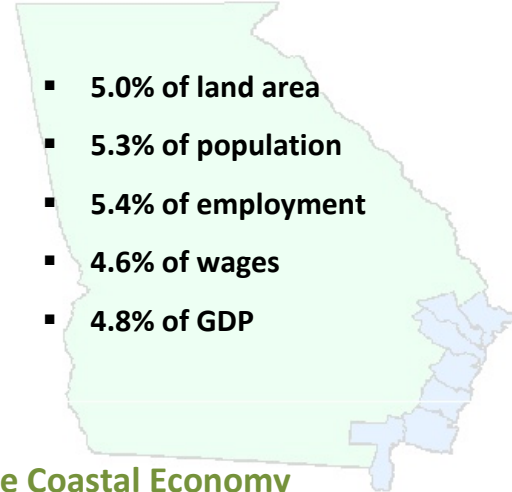 ▪ 5.0% of land area
▪ 5.3% of population
▪ 5.4% of employment
▪ 4.6% of wages
▪ 4.8% of GDP
e Coastal Economy